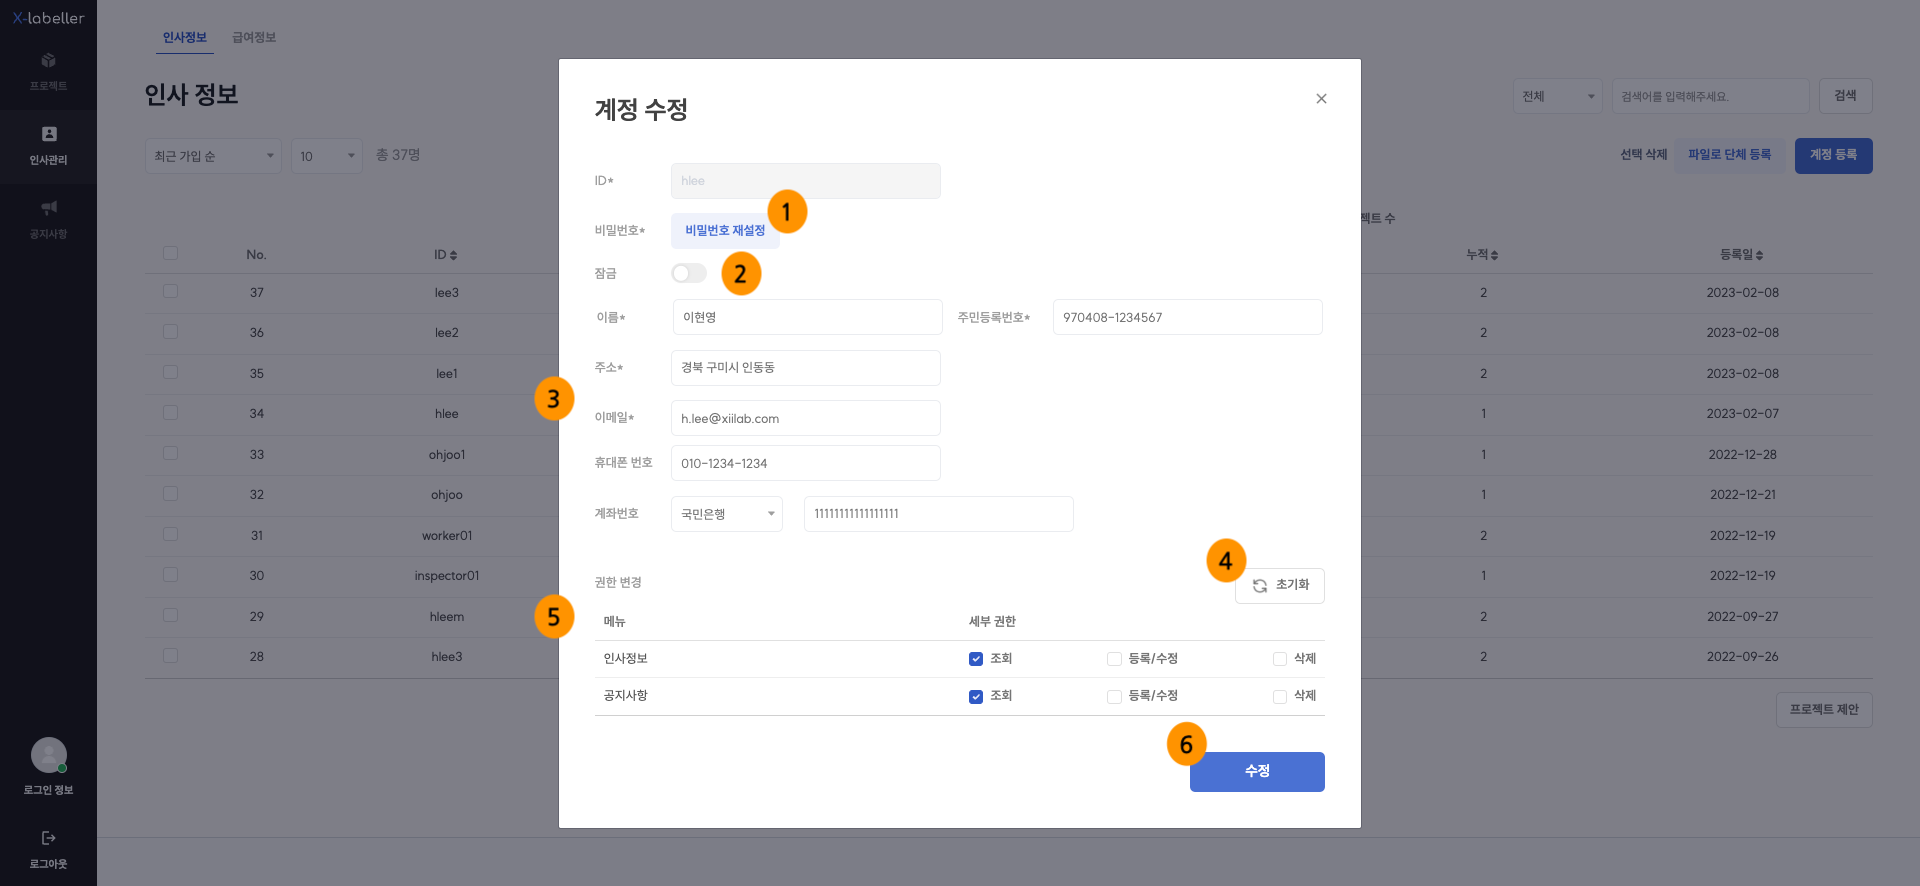 X-labeller
프로젝트
인사관리
공지사항
로그인 정보
로그아웃
인사정보 급여정보
인사 정보
전체 검색어를 입력해주세요. 검색
최근 가입 순 10 총 37명
선택 삭제 파일로 단체 등록 계정 등록
젝트 수
No. ID 누적 등록일
37 lee3 2 2023-02-08
36 lee2 2 2023-02-08
35 lee1 2 2023-02-08
34 hlee 1 2023-02-07
33 ohjoo1 1 2022-12-28
32 ohjoo 1 2022-12-21
31 worker01 2 2022-12-19
30 inspector01 1 2022-12-19
29 hleem 2 2022-09-27
28 hlee3 2 2022-09-26
프로젝트 제안
계정 수정
ID* hlee
1
비밀번호* 비밀번호 재설정
잠금 2
이름* 이현영 주민등록번호* 970408-1234567
주소* 경북 구미시 인동동
3
이메일* h.lee@xiilab.com
휴대폰 번호 010-1234-1234
계좌번호 국민은행 11111111111111111
4
권한 변경 초기화
5
메뉴 세부 권한
인사정보 조회 등록/수정 삭제
공지사항 조회 등록/수정 삭제
6
수정